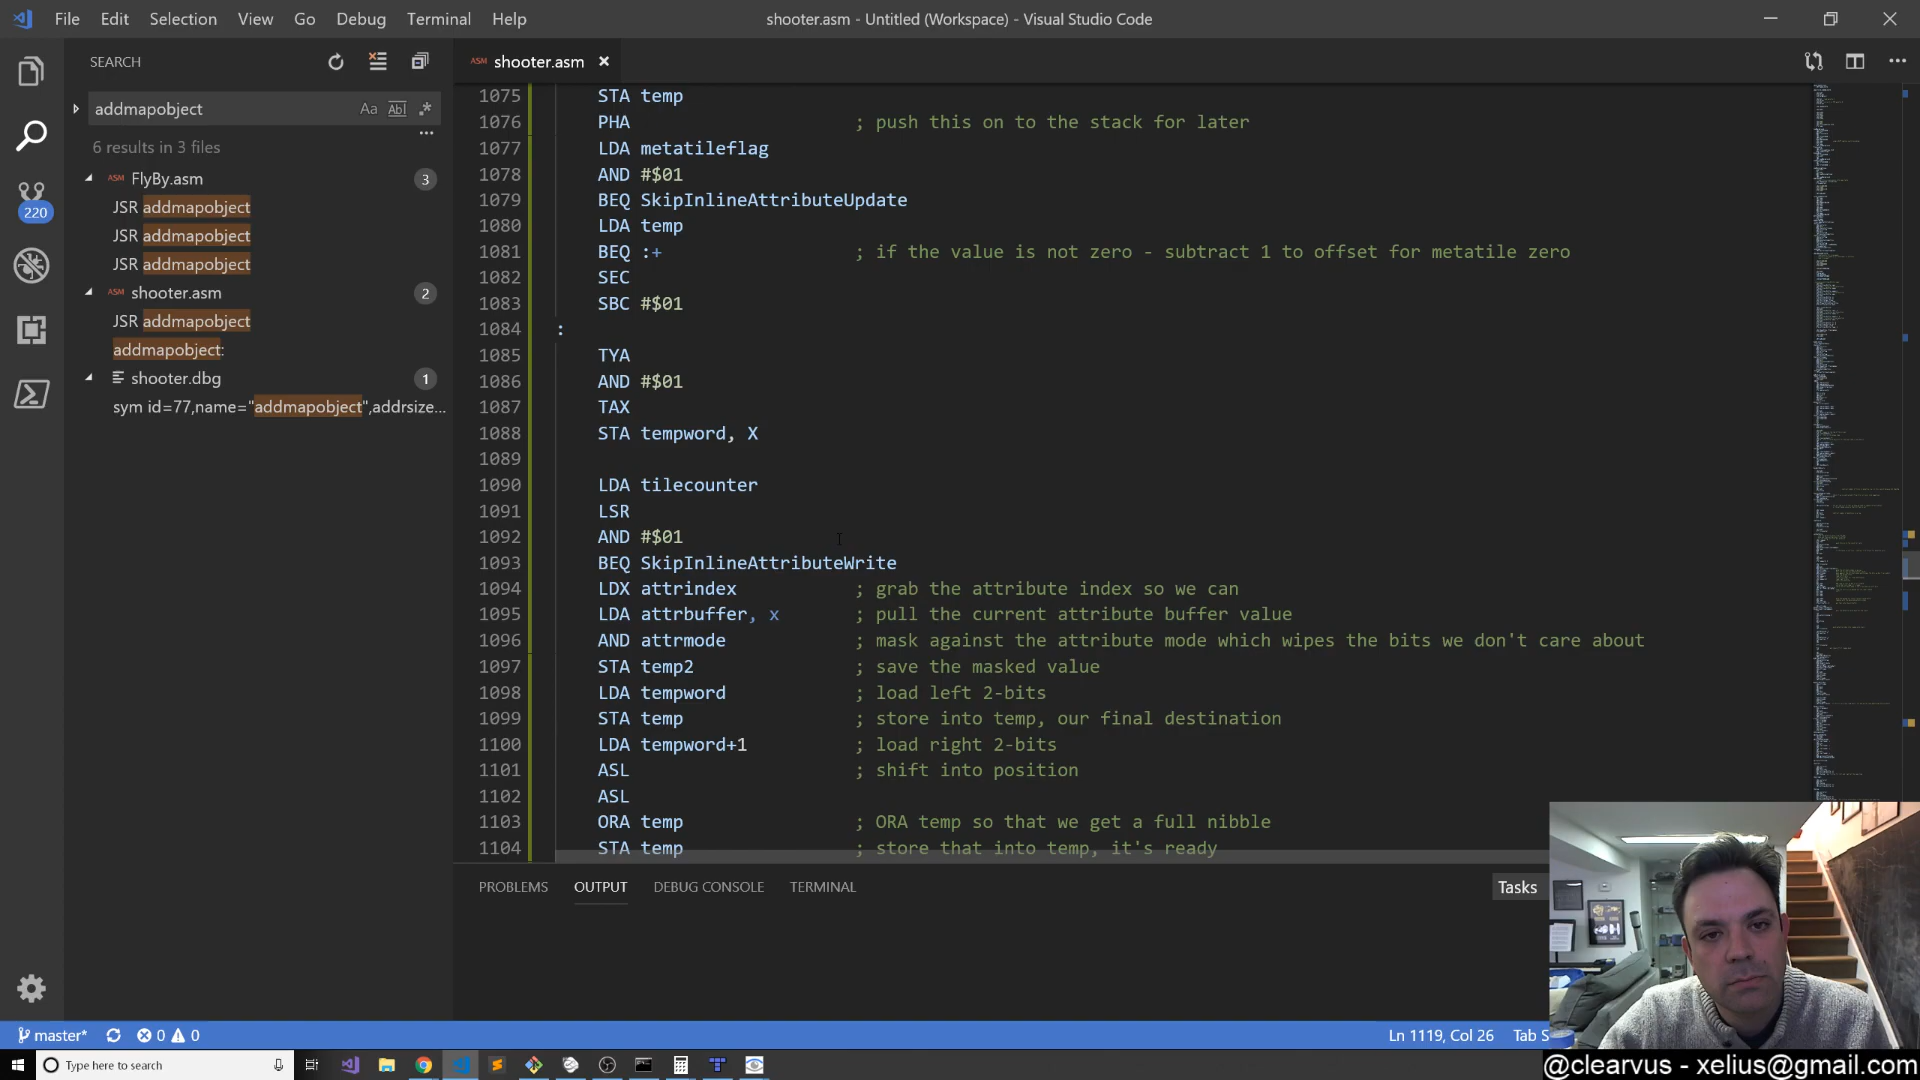 File Edit Selection View Go Debug Terminal Help
shooter.asm - Untitled (Workspace) - Visual Studio Code
SEARCH
addmapobject
Aa Abl .*
6 results in 3 files
ASM FlyBy.asm 3
JSR addmapobject
JSR addmapobject
JSR addmapobject
ASM shooter.asm 2
JSR addmapobject
addmapobject:
shooter.dbg 1
sym id=77,name="addmapobject",addrsize...
220
ASM shooter.asm
1075 STA temp
1076 PHA ; push this on to the stack for later
1077 LDA metatileflag
1078 AND #$01
1079 BEQ SkipInlineAttributeUpdate
1080 LDA temp
1081 BEQ :+ ; if the value is not zero - subtract 1 to offset for metatile zero
1082 SEC
1083 SBC #$01
1084 :
1085 TYA
1086 AND #$01
1087 TAX
1088 STA tempword, X
1089
1090 LDA tilecounter
1091 LSR
1092 AND #$01
1093 BEQ SkipInlineAttributeWrite
1094 LDX attrindex ; grab the attribute index so we can
1095 LDA attrbuffer, x ; pull the current attribute buffer value
1096 AND attrmode ; mask against the attribute mode which wipes the bits we don't care about
1097 STA temp2 ; save the masked value
1098 LDA tempword ; load left 2-bits
1099 STA temp ; store into temp, our final destination
1100 LDA tempword+1 ; load right 2-bits
1101 ASL ; shift into position
1102 ASL
1103 ORA temp ; ORA temp so that we get a full nibble
1104 STA temp ; store that into temp, it's ready
PROBLEMS OUTPUT DEBUG CONSOLE TERMINAL
Tasks
master* 0 0
Ln 1119, Col 26 Tab S
Type here to search
@clearvus - xelius@gmail.com